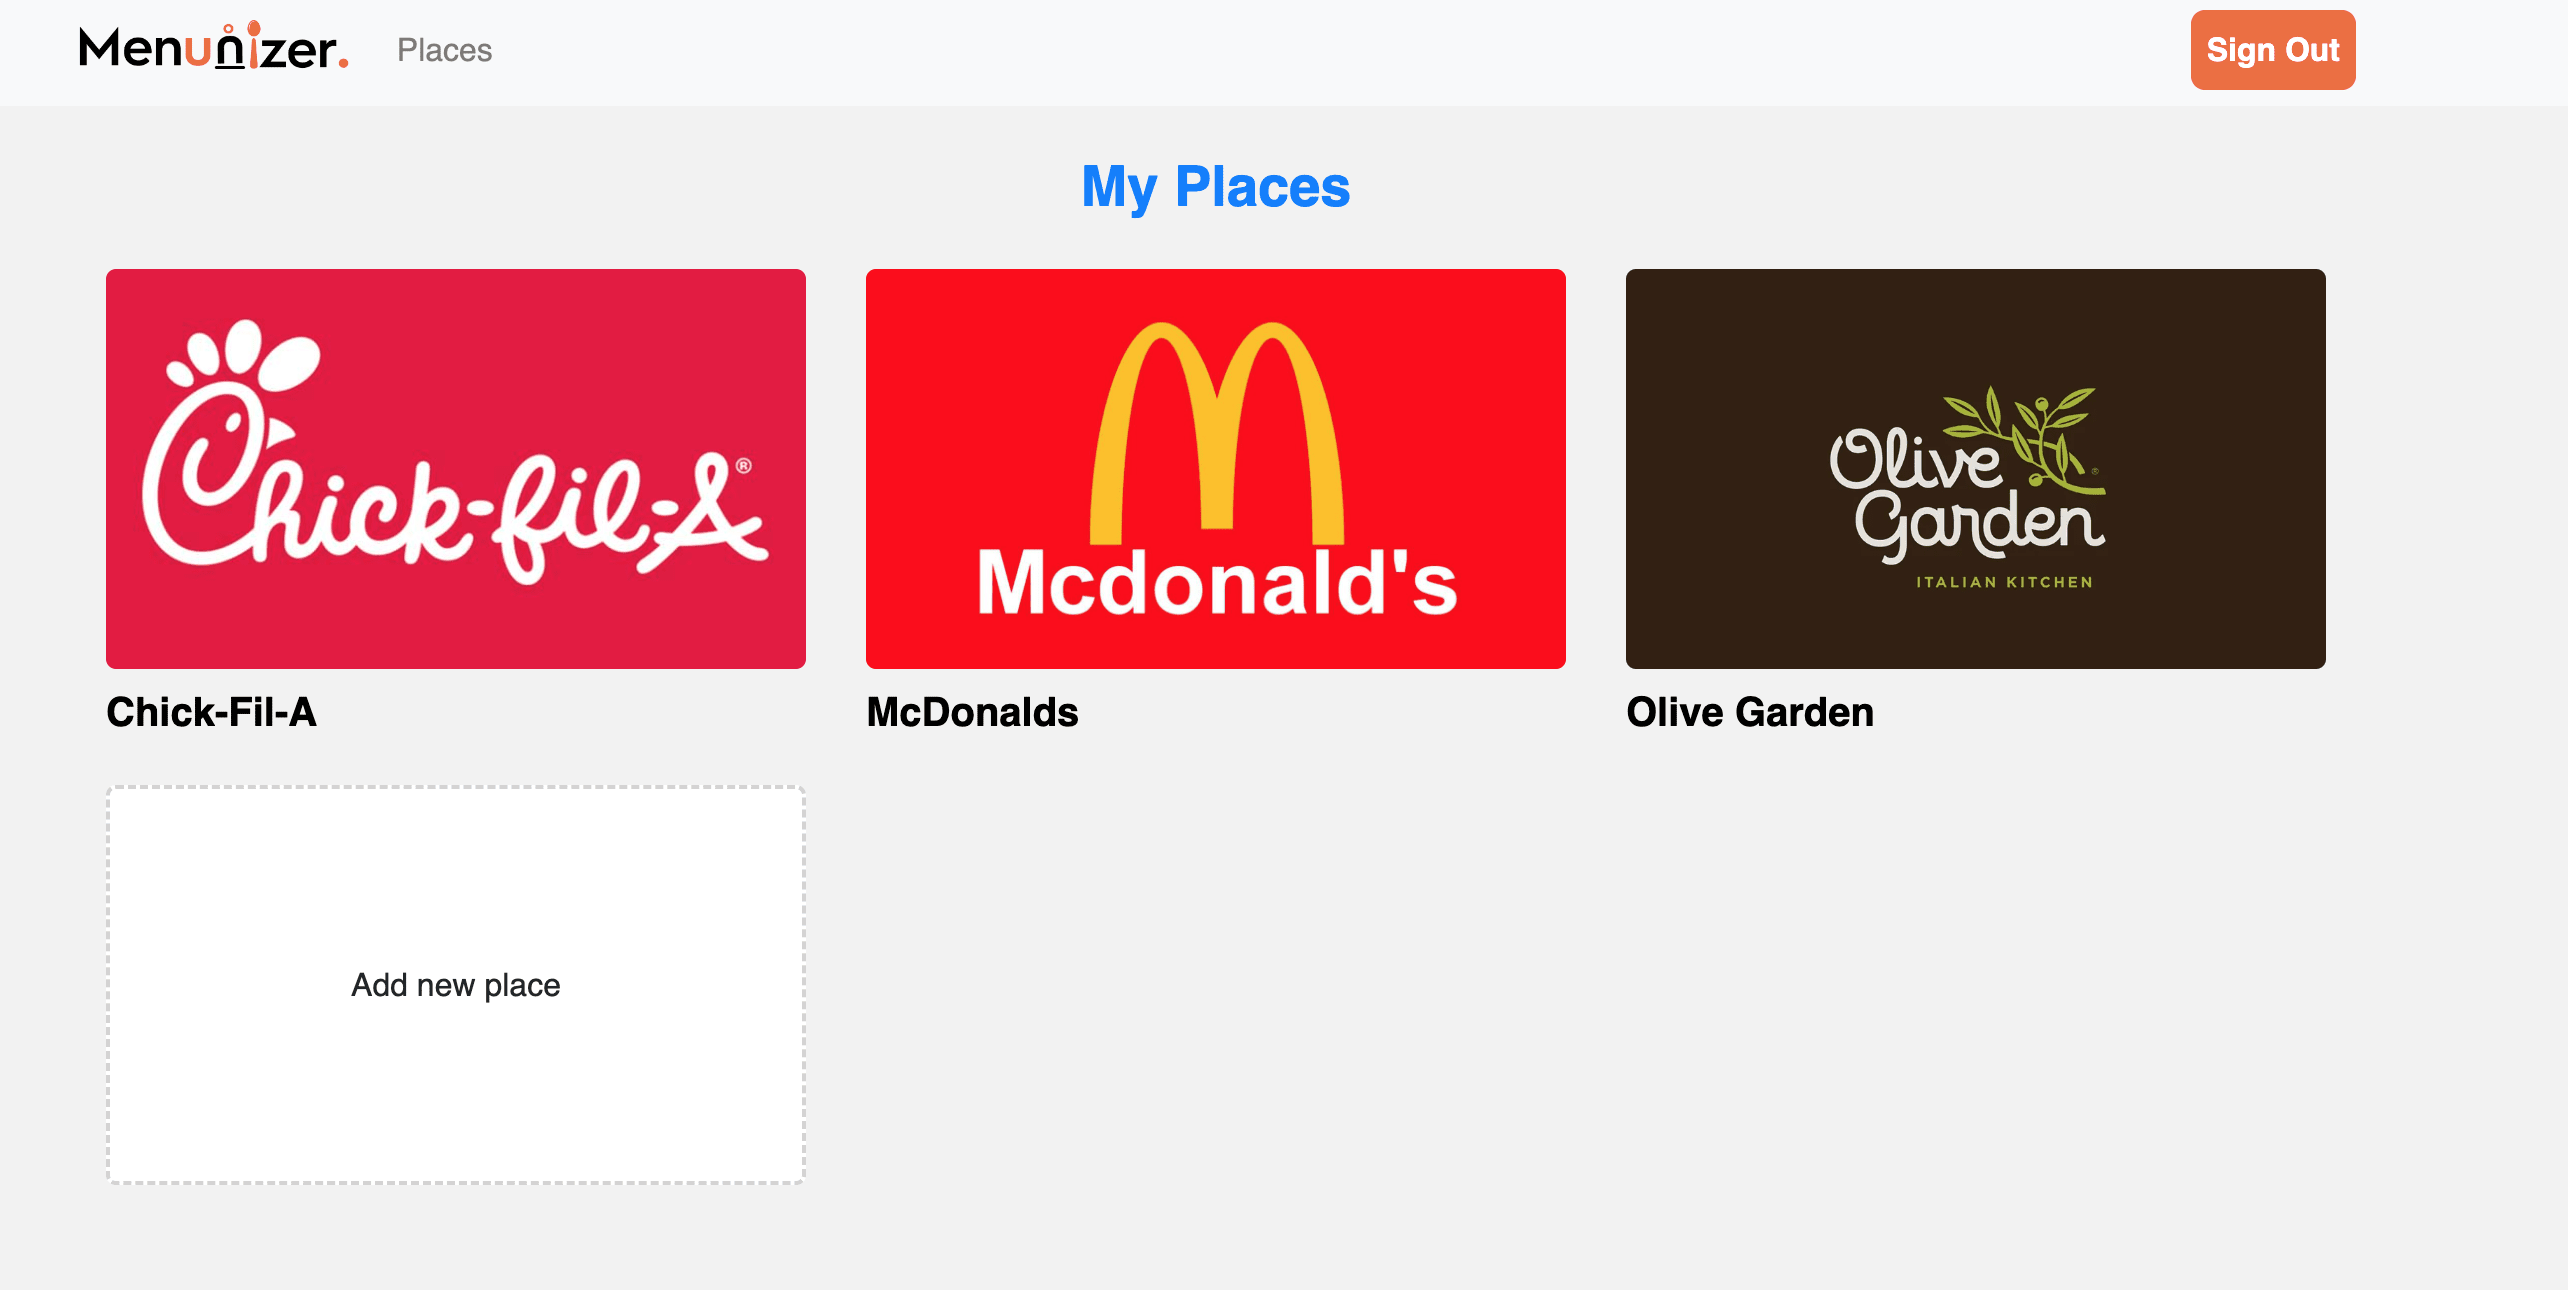 Menunizer. Places Sign Out
My Places
Chick-fil-A®
Mcdonald's
Olive
Garden
ITALIAN KITCHEN
Chick-Fil-A McDonalds Olive Garden
Add new place